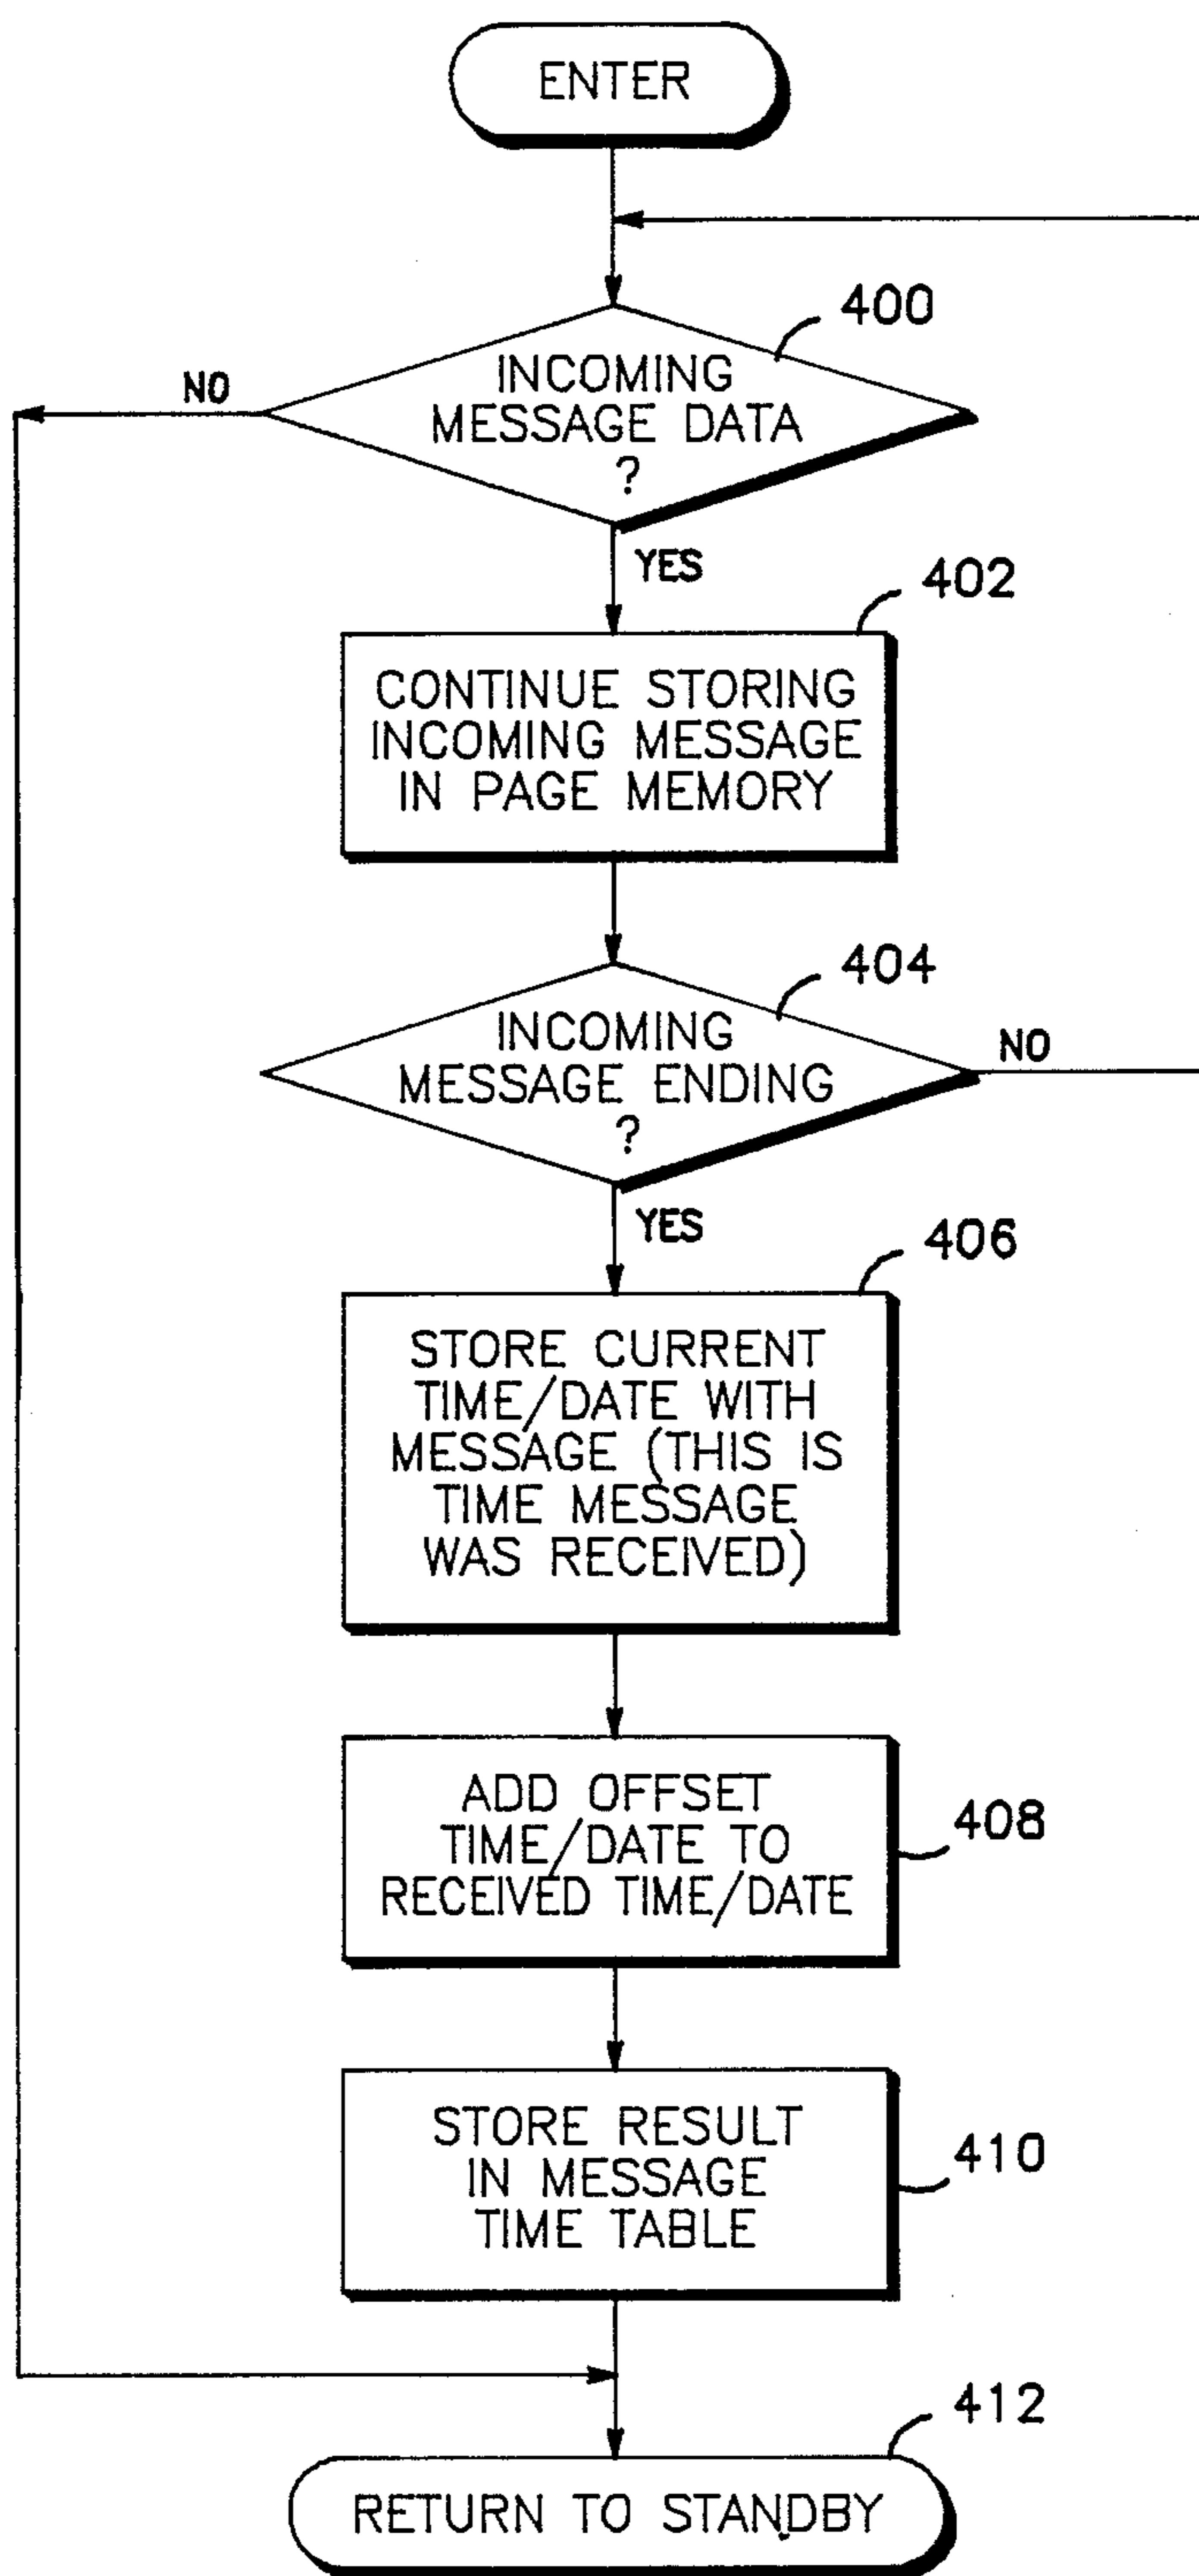 ENTER
400
INCOMING
MESSAGE DATA
?
NO
YES
402
CONTINUE STORING
INCOMING MESSAGE
IN PAGE MEMORY
404
INCOMING
MESSAGE ENDING
?
NO
YES
406
STORE CURRENT
TIME/DATE WITH
MESSAGE (THIS IS
TIME MESSAGE
WAS RECEIVED)
ADD OFFSET
TIME/DATE TO
RECEIVED TIME/DATE
408
STORE RESULT
IN MESSAGE
TIME TABLE
410
412
RETURN TO STANDBY